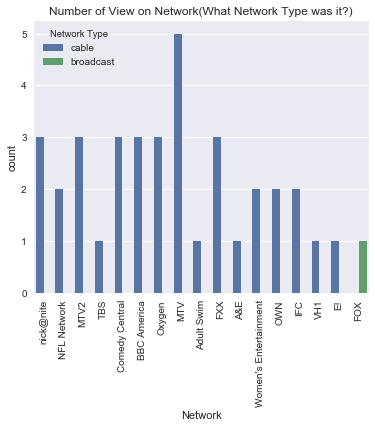 Number of View on Network(What Network Type was it?)
Network Type
cable
broadcast
count
5
4
3
2
1
0
nick@nite
NFL Network
MTV2
TBS
Comedy Central
BBC America
Oxygen
MTV
Adult Swim
FXX
A&E
Women's Entertainment
OWN
IFC
VH1
E!
FOX
Network